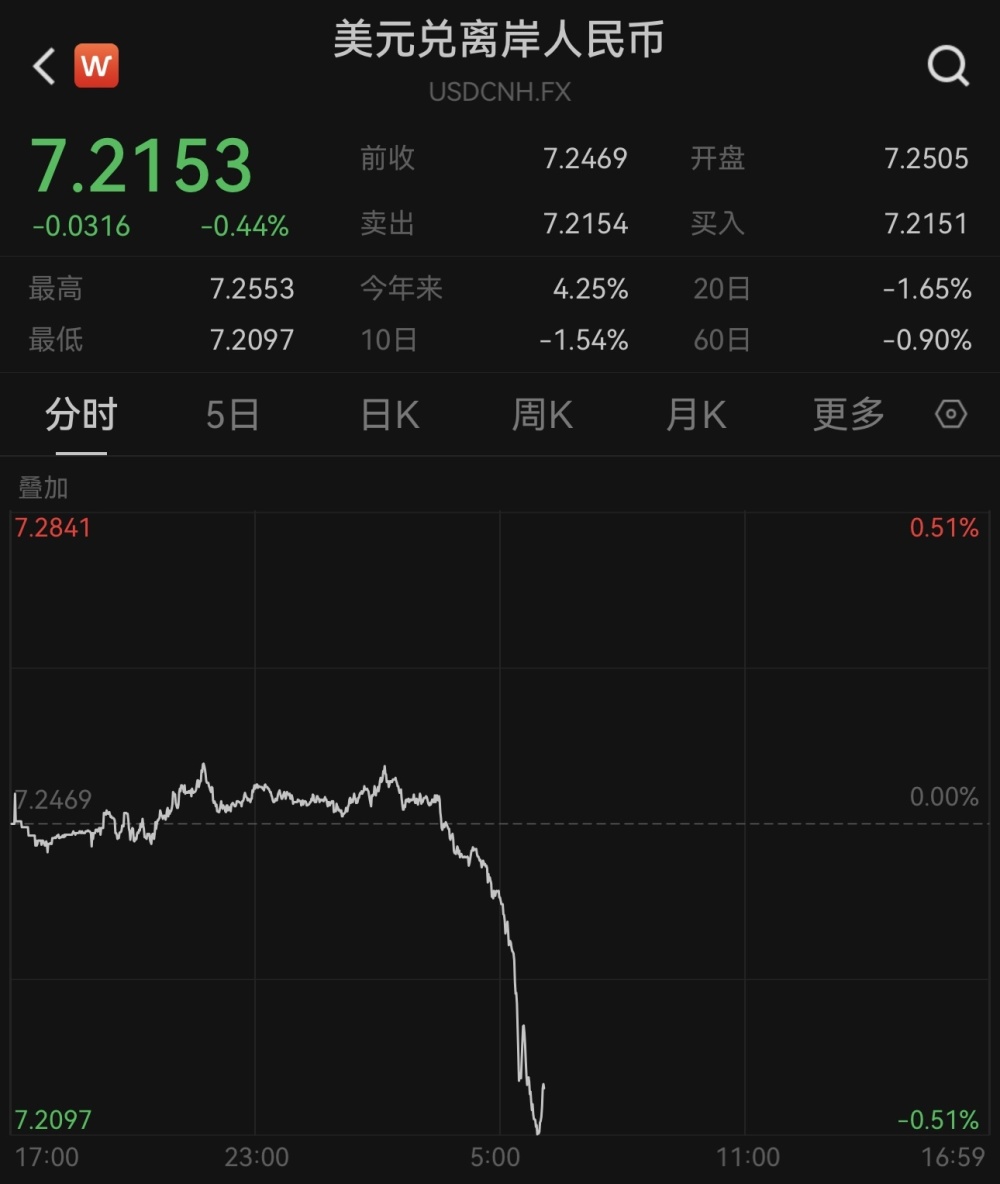 美元兑离岸人民币
W
USDCNH.FX
7.2153 前收 7.2469 开盘 7.2505
-0.0316 -0.44% 卖出 7.2154 买入 7.2151
最高 7.2553 今年来 4.25% 20日 -1.65%
最低 7.2097 10日 -1.54% 60日 -0.90%
分时 5日 日K 周K 月K 更多
叠加
7.2841 0.51%
7.2469 0.00%
7.2097 -0.51%
17:00 23:00 5:00 11:00 16:59